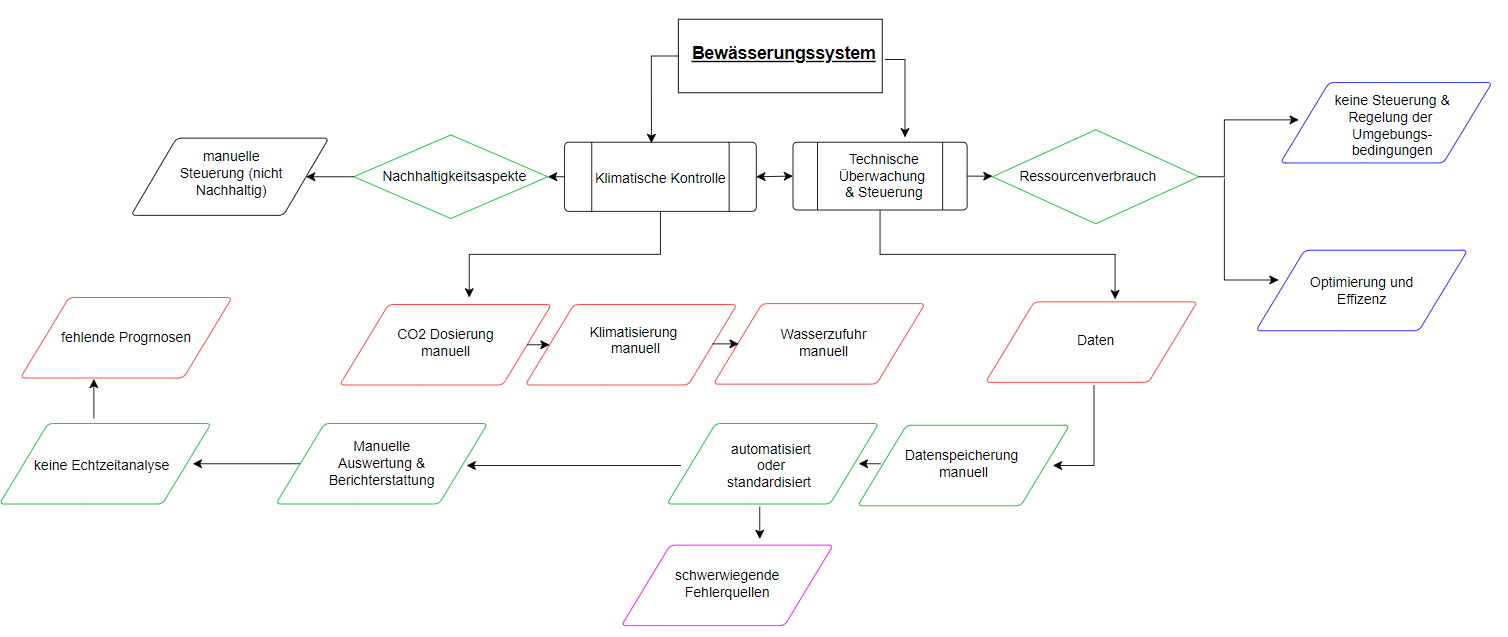 Bewässerungssystem
keine Steuerung &
Regelung der
Umgebungs-
bedingungen
manuelle
Steuerung (nicht
Nachhaltig)
Nachhaltigkeitsaspekte
Klimatische Kontrolle
Technische
Überwachung
& Steuerung
Ressourcenverbrauch
Optimierung und
Effizenz
fehlende Progrnosen
CO2 Dosierung
manuell
Klimatisierung
manuell
Wasserzufuhr
manuell
Daten
keine Echtzeitanalyse
Manuelle
Auswertung &
Berichterstattung
automatisiert
oder
standardisiert
Datenspeicherung
manuell
schwerwiegende
Fehlerquellen